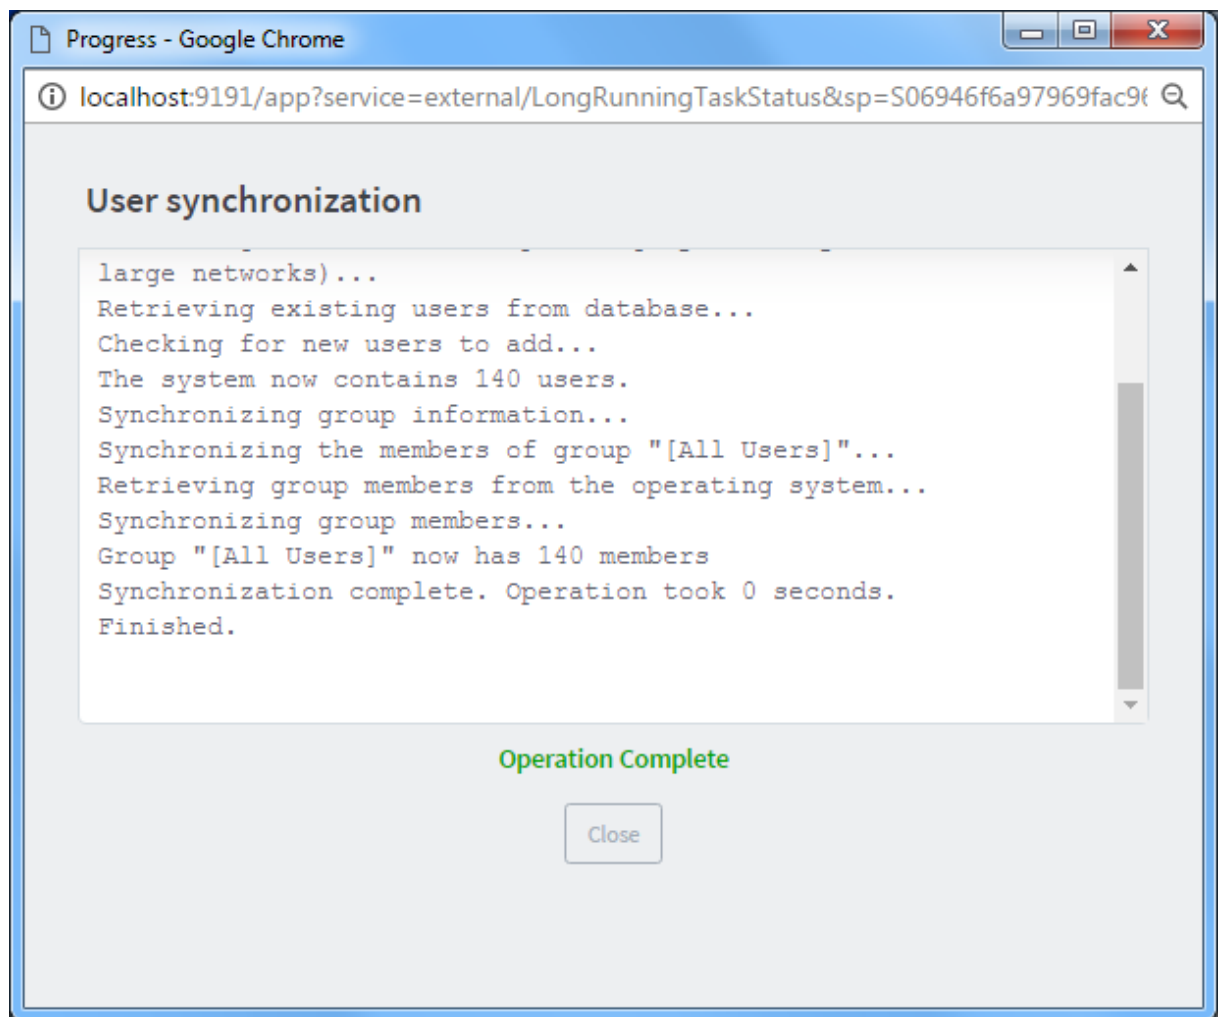 Progress - Google Chrome
localhost:9191/app?service=external/LongRunningTaskStatus&sp=S06946f6a97969fac96
User synchronization
large networks)...
Retrieving existing users from database...
Checking for new users to add...
The system now contains 140 users.
Synchronizing group information...
Synchronizing the members of group "[All Users]"...
Retrieving group members from the operating system...
Synchronizing group members...
Group "[All Users]" now has 140 members
Synchronization complete. Operation took 0 seconds.
Finished.
Operation Complete
Close